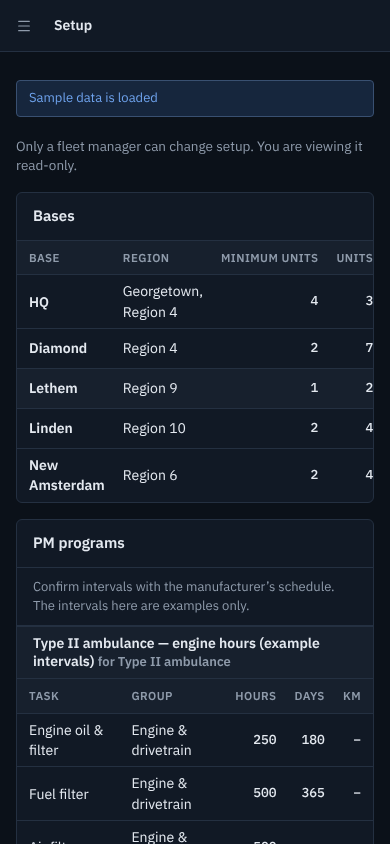 Setup
Sample data is loaded
Only a fleet manager can change setup. You are viewing it
read-only.
Bases
BASE REGION MINIMUM UNITS UNITS
HQ Georgetown, Region 4 4 3
Diamond Region 4 2 7
Lethem Region 9 1 2
Linden Region 10 2 4
New Amsterdam Region 6 2 4
PM programs
Confirm intervals with the manufacturer’s schedule.
The intervals here are examples only.
Type II ambulance — engine hours (example
intervals) for Type II ambulance
TASK GROUP HOURS DAYS KM
Engine oil & filter Engine & drivetrain 250 180 –
Fuel filter Engine & drivetrain 500 365 –
Engine &